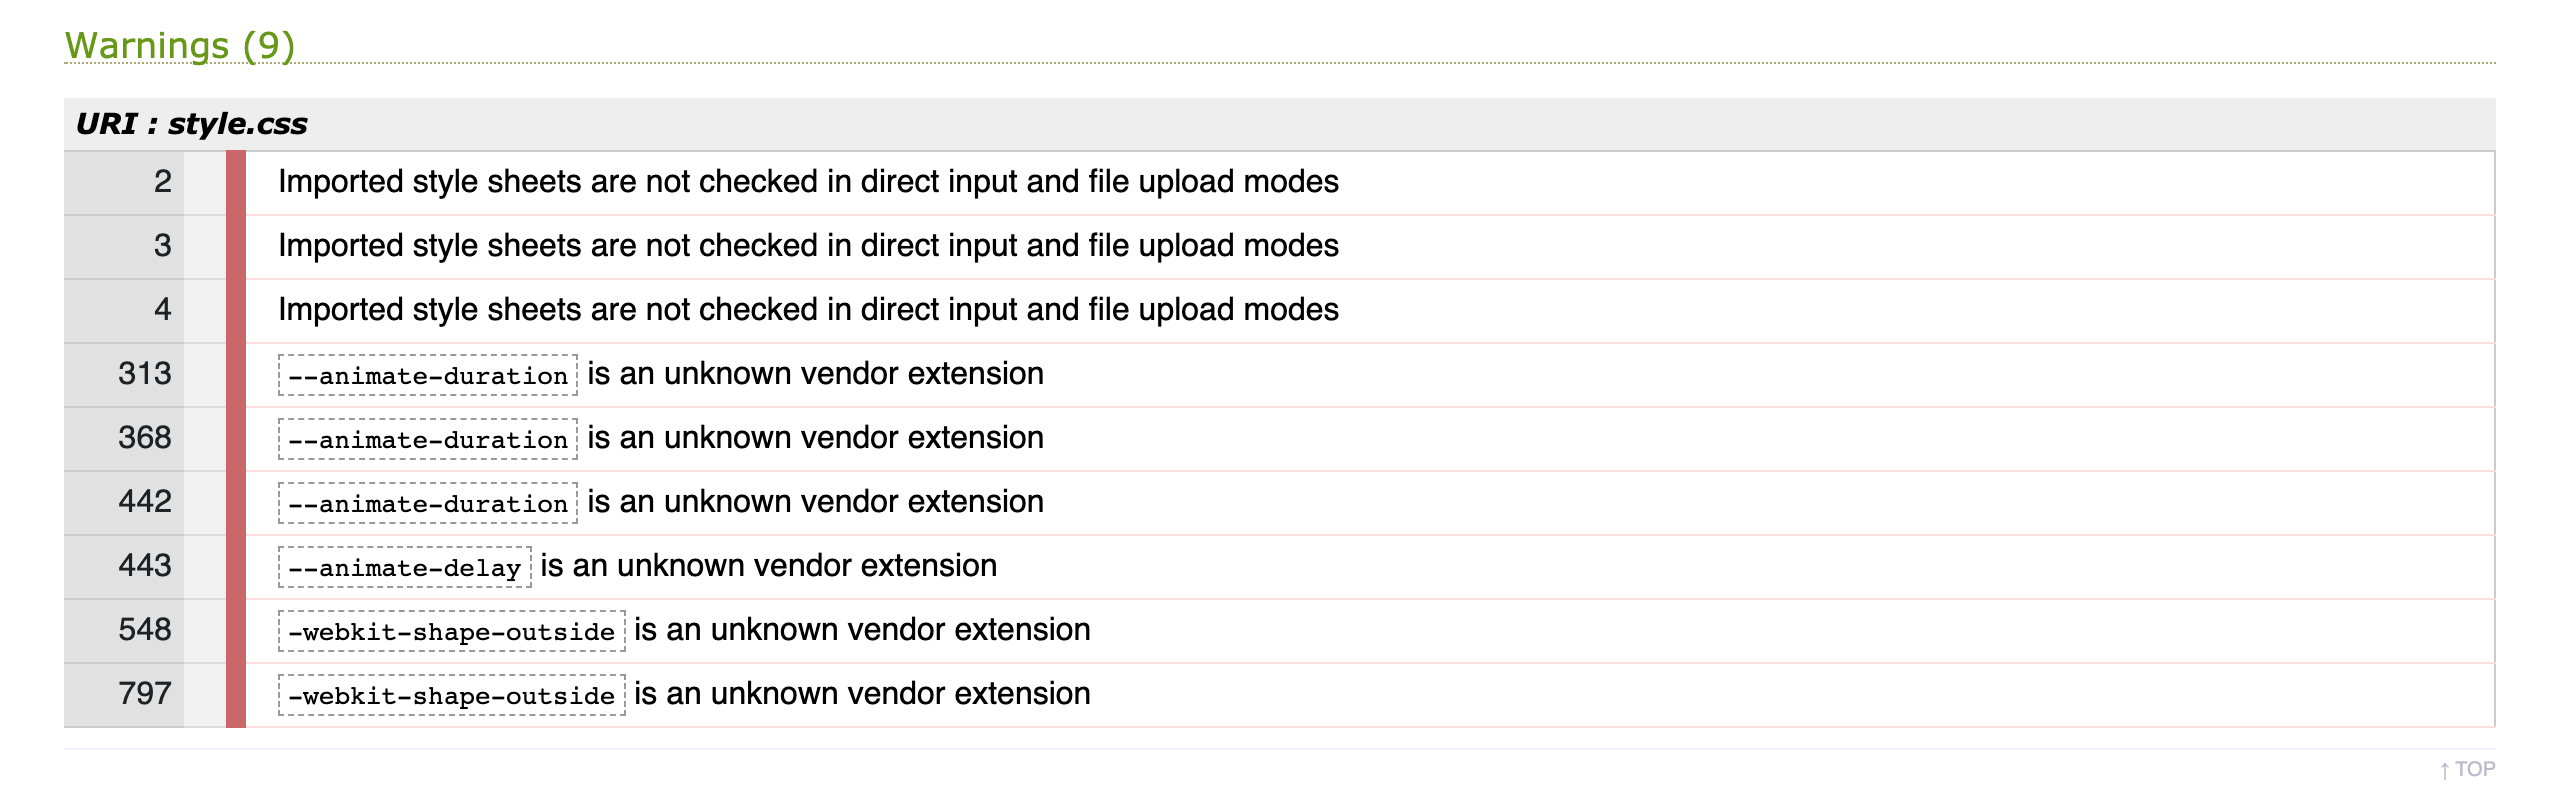 Warnings (9)
URI : style.css
2 Imported style sheets are not checked in direct input and file upload modes
3 Imported style sheets are not checked in direct input and file upload modes
4 Imported style sheets are not checked in direct input and file upload modes
313 --animate-duration is an unknown vendor extension
368 --animate-duration is an unknown vendor extension
442 --animate-duration is an unknown vendor extension
443 --animate-delay is an unknown vendor extension
548 -webkit-shape-outside is an unknown vendor extension
797 -webkit-shape-outside is an unknown vendor extension
↑ TOP